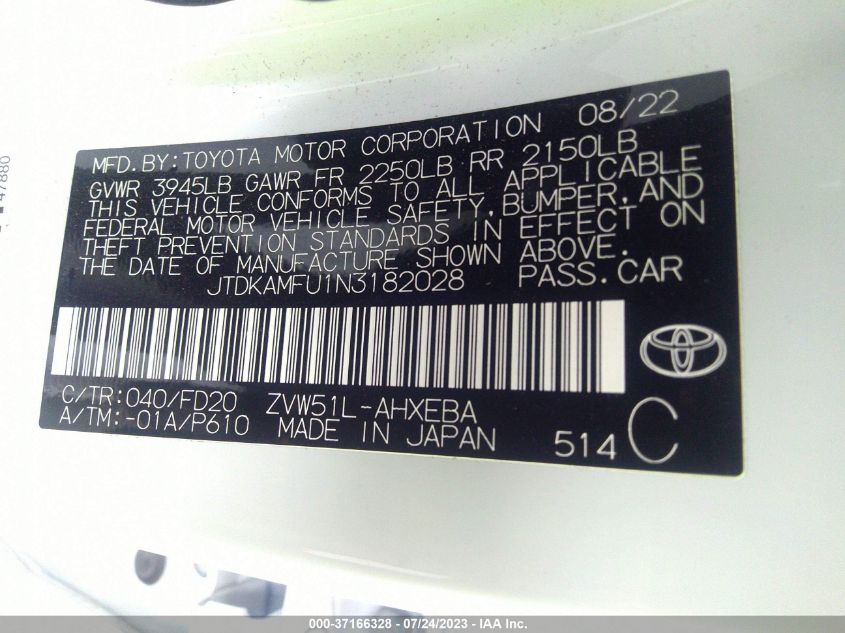 MFD.BY:TOYOTA MOTOR CORPORATION 08/22
GVWR 3945LB GAWR FR 2250LB RR 2150LB
THIS VEHICLE CONFORMS TO ALL APPLICABLE
FEDERAL MOTOR VEHICLE SAFETY,BUMPER,AND
THEFT PREVENTION STANDARDS IN EFFECT ON
THE DATE OF MANUFACTURE SHOWN ABOVE.
JTDKAMFU1N3182028 PASS.CAR
C/TR:040/FD20 ZVW51L-AHXEBA
A/TM:-01A/P610 MADE IN JAPAN 514 C
47880
000-37166328 - 07/24/2023 - IAA Inc.